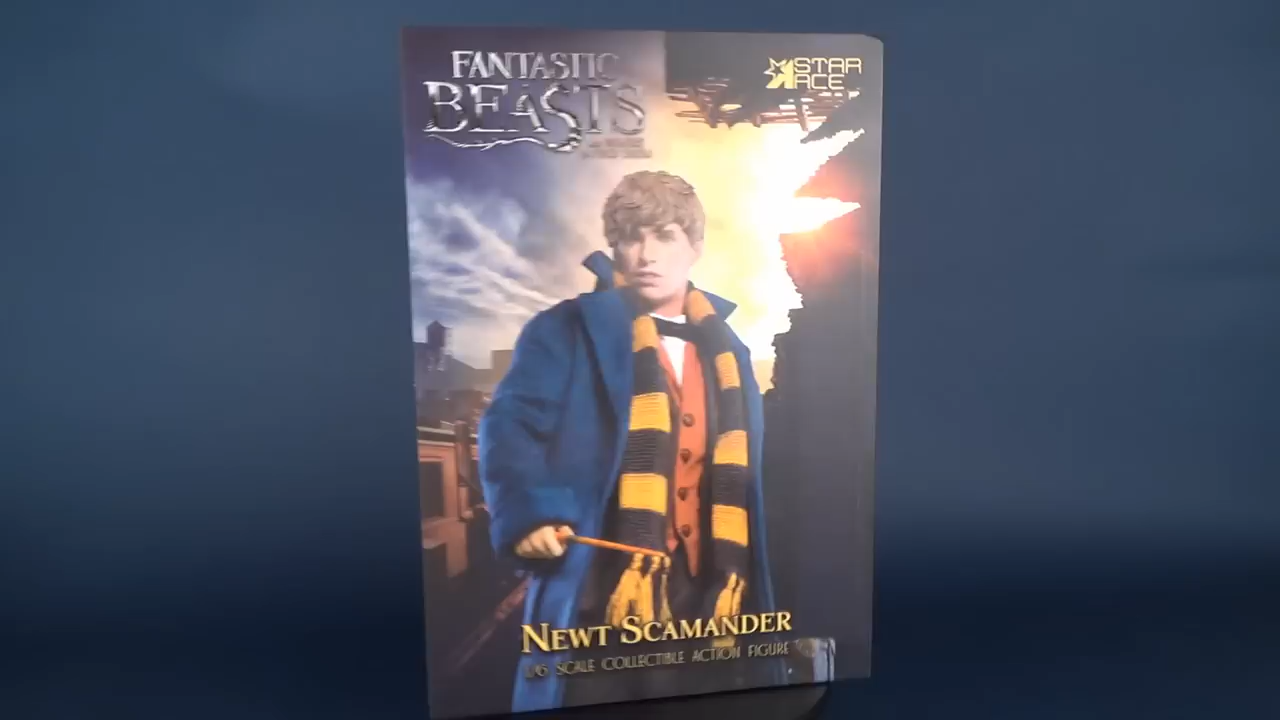 FANTASTIC
BEASTS
STAR
ACE
NEWT SCAMANDER
1/6 SCALE COLLECTIBLE ACTION FIGURE